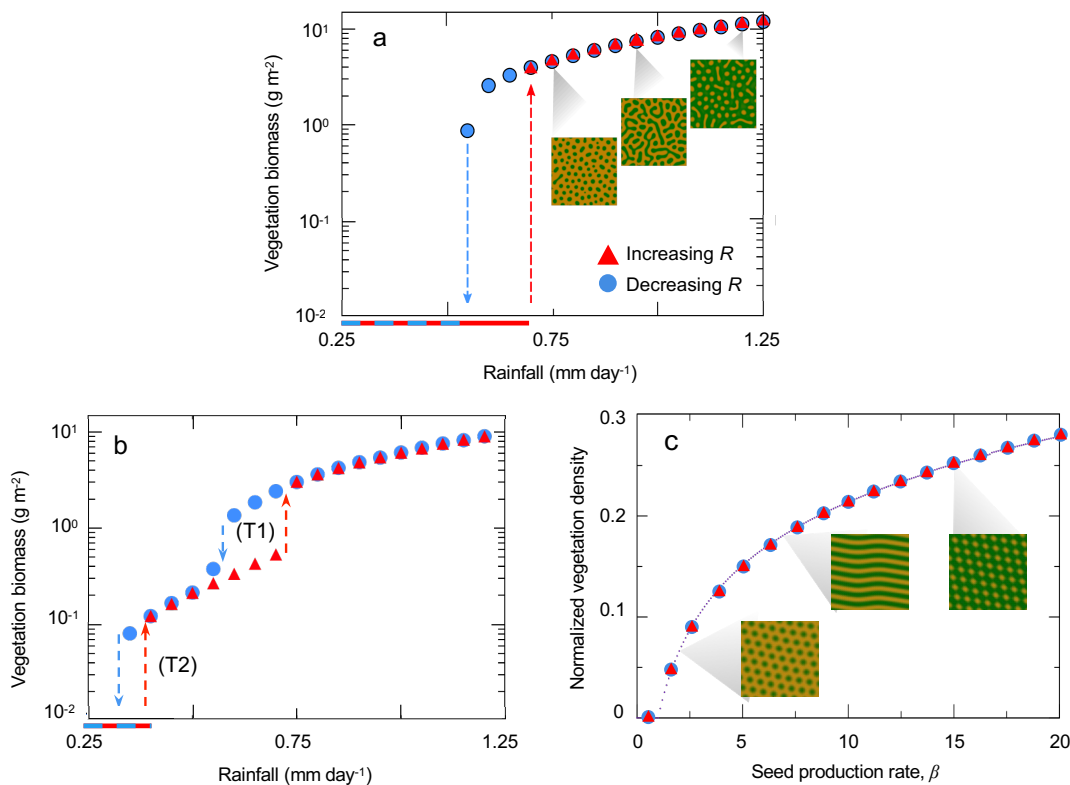 a
Vegetation biomass (g m⁻²)
10¹
10⁰
10⁻¹
10⁻²
Increasing R
Decreasing R
0.25
0.75
1.25
Rainfall (mm day⁻¹)
b
Vegetation biomass (g m⁻²)
10¹
10⁰
10⁻¹
10⁻²
(T1)
(T2)
0.25
0.75
1.25
Rainfall (mm day⁻¹)
c
Normalized vegetation density
0.3
0.2
0.1
0
0
5
10
15
20
Seed production rate, β